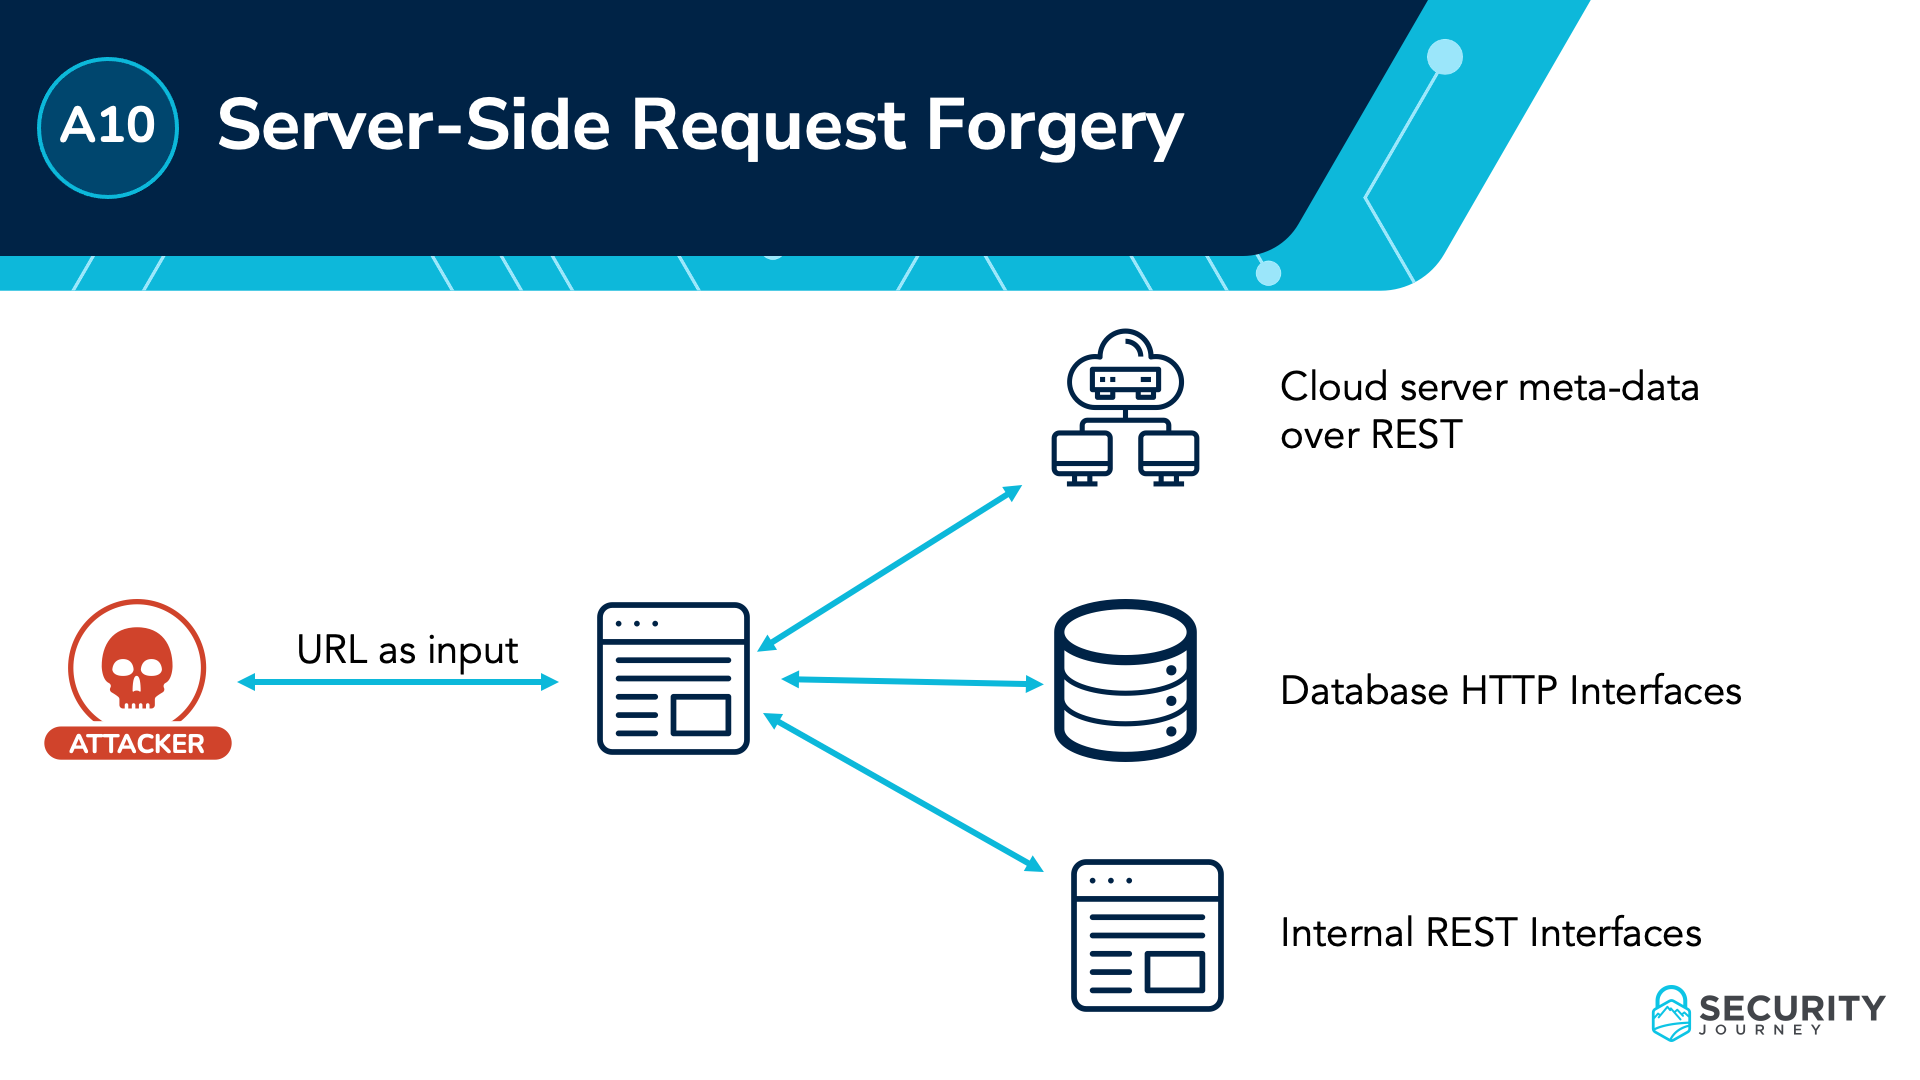 A10
Server-Side Request Forgery
Cloud server meta-data
over REST
URL as input
ATTACKER
Database HTTP Interfaces
Internal REST Interfaces
SECURITY
JOURNEY